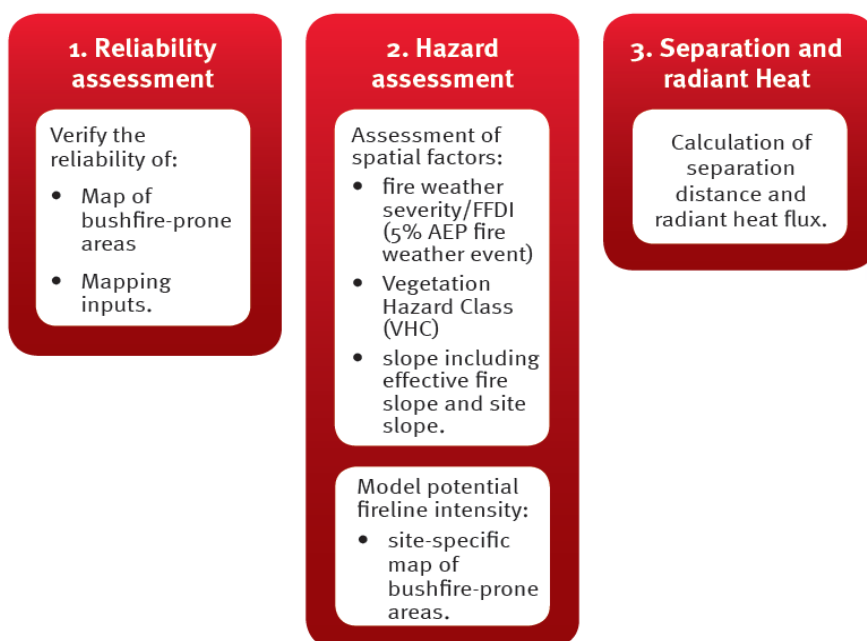 1. Reliability
assessment
Verify the
reliability of:
• Map of
bushfire-prone
areas
• Mapping
inputs.
2. Hazard
assessment
Assessment of
spatial factors:
• fire weather
severity/FFDI
(5% AEP fire
weather event)
• Vegetation
Hazard Class
(VHC)
• slope including
effective fire
slope and site
slope.
Model potential
fireline intensity:
• site-specific
map of
bushfire-prone
areas.
3. Separation and
radiant Heat
Calculation of
separation
distance and
radiant heat flux.